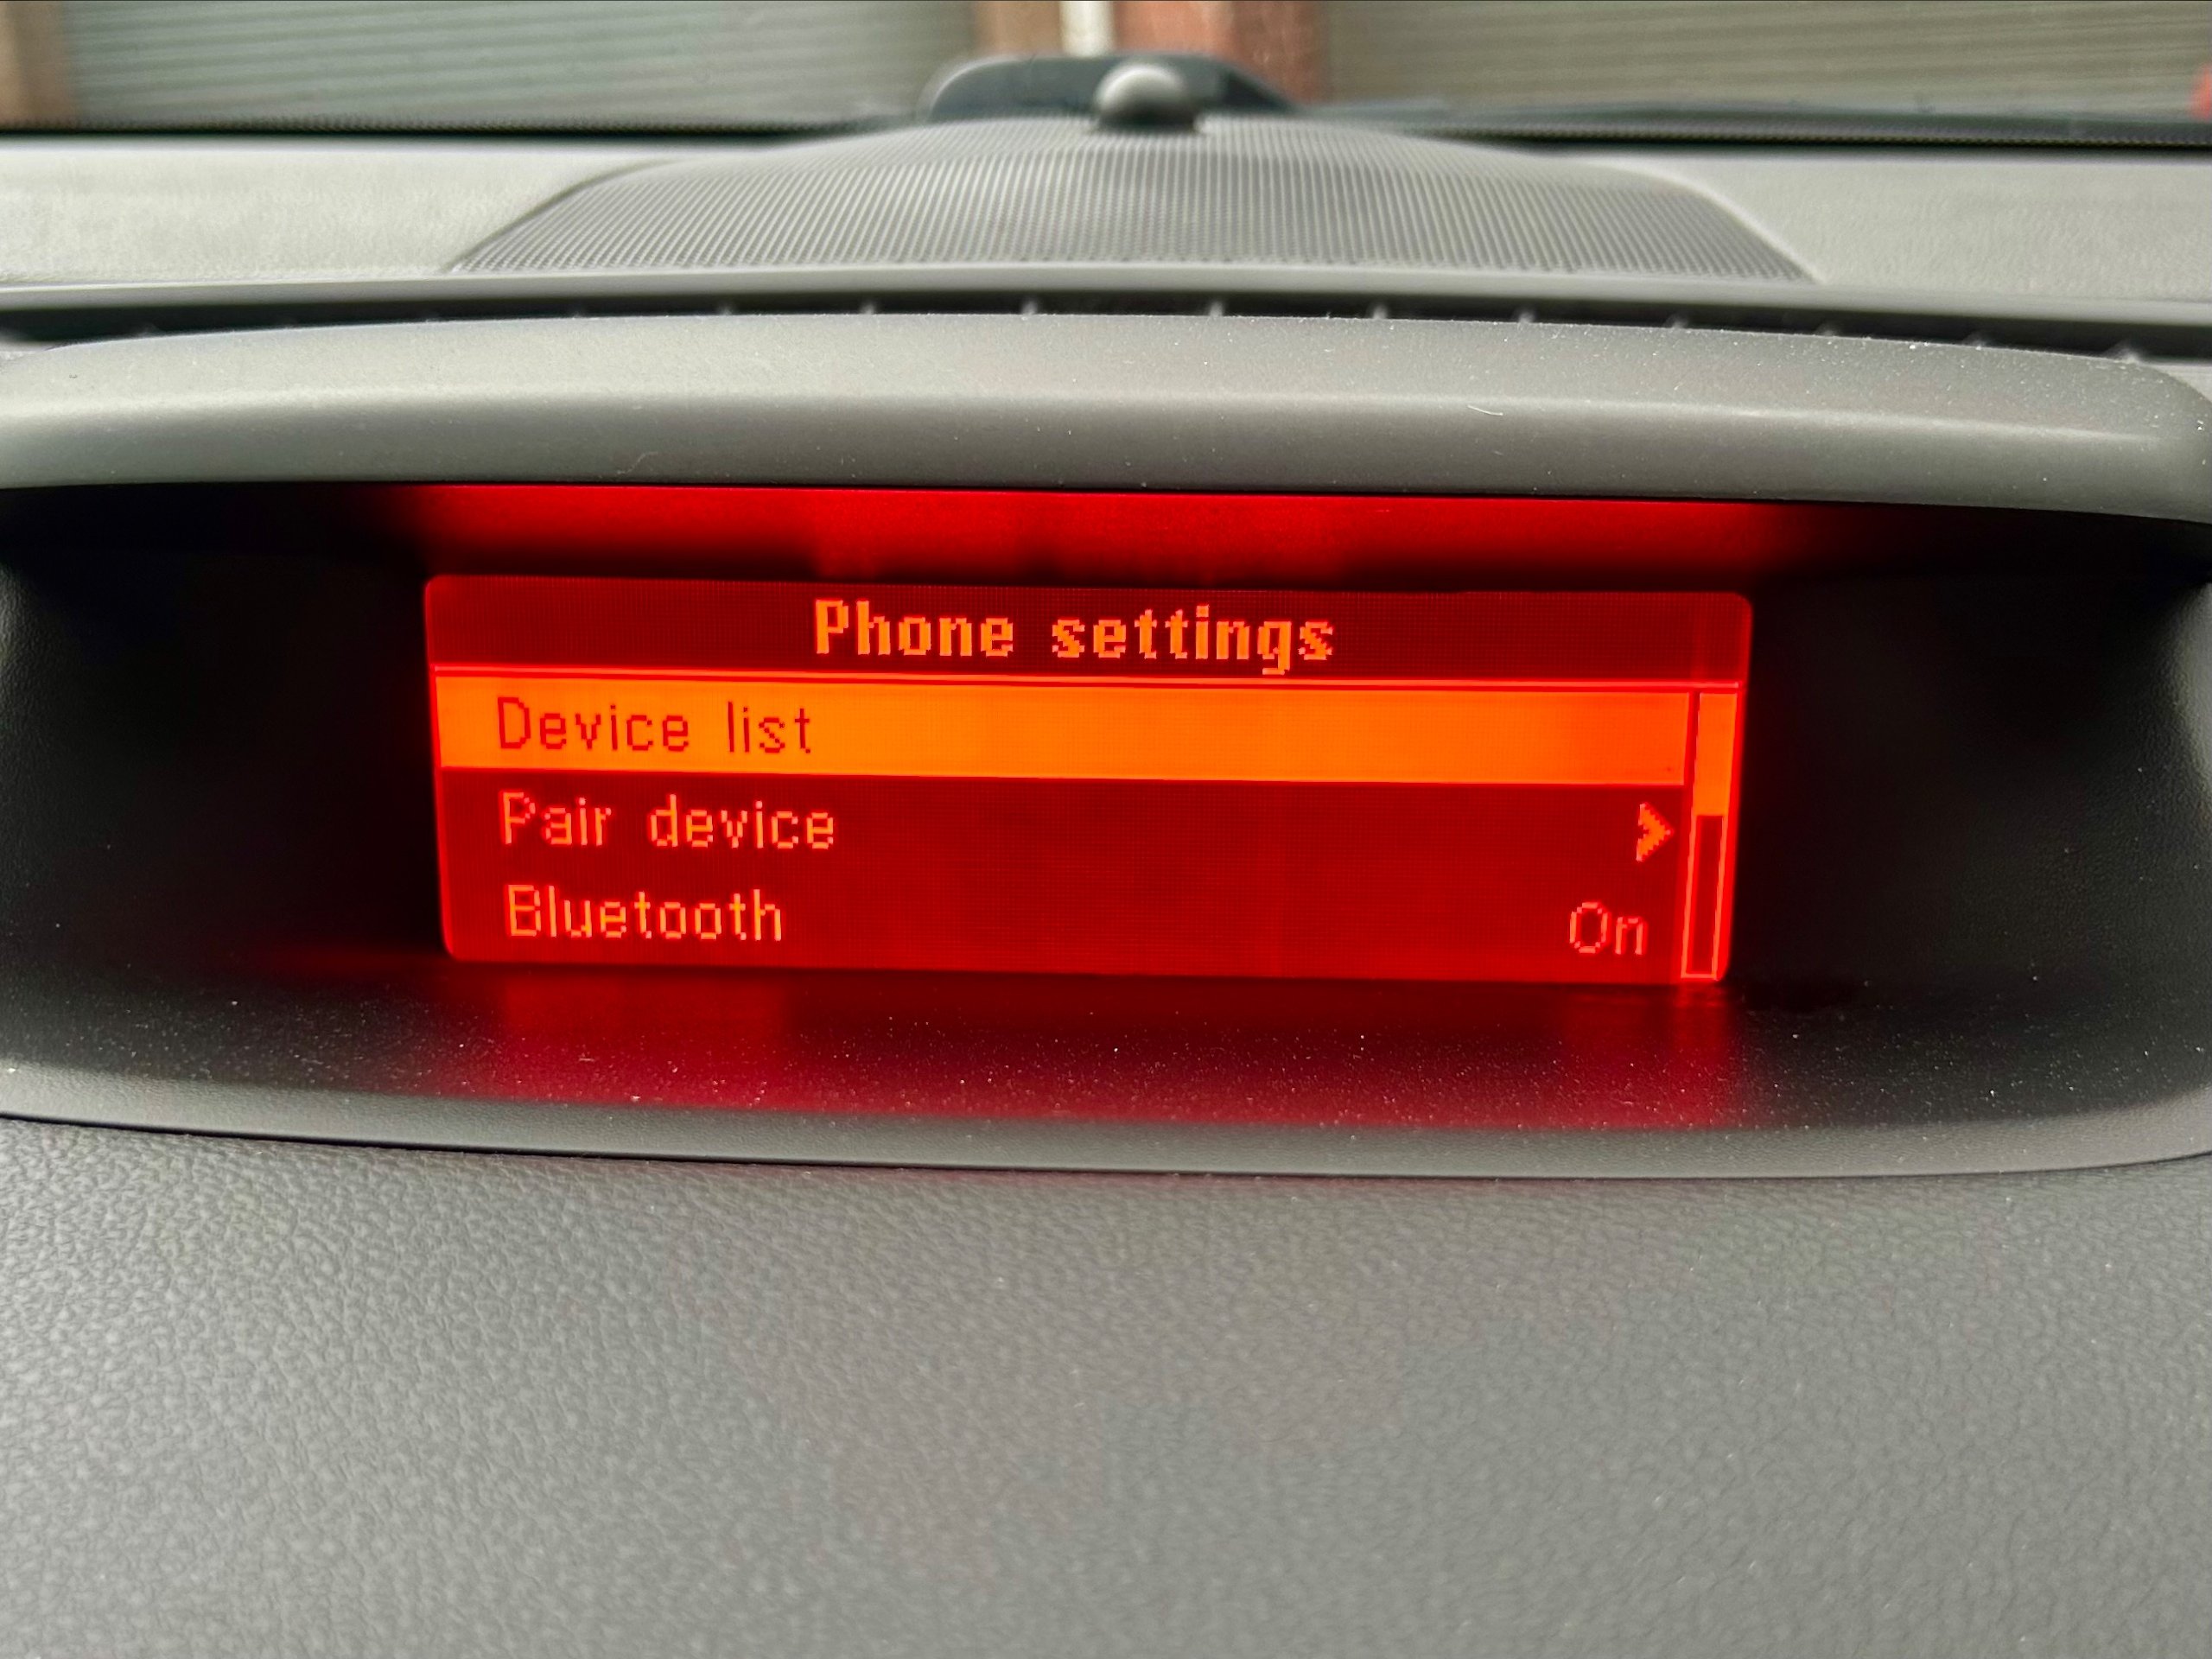 Phone settings
Device list
Pair device >
Bluetooth On